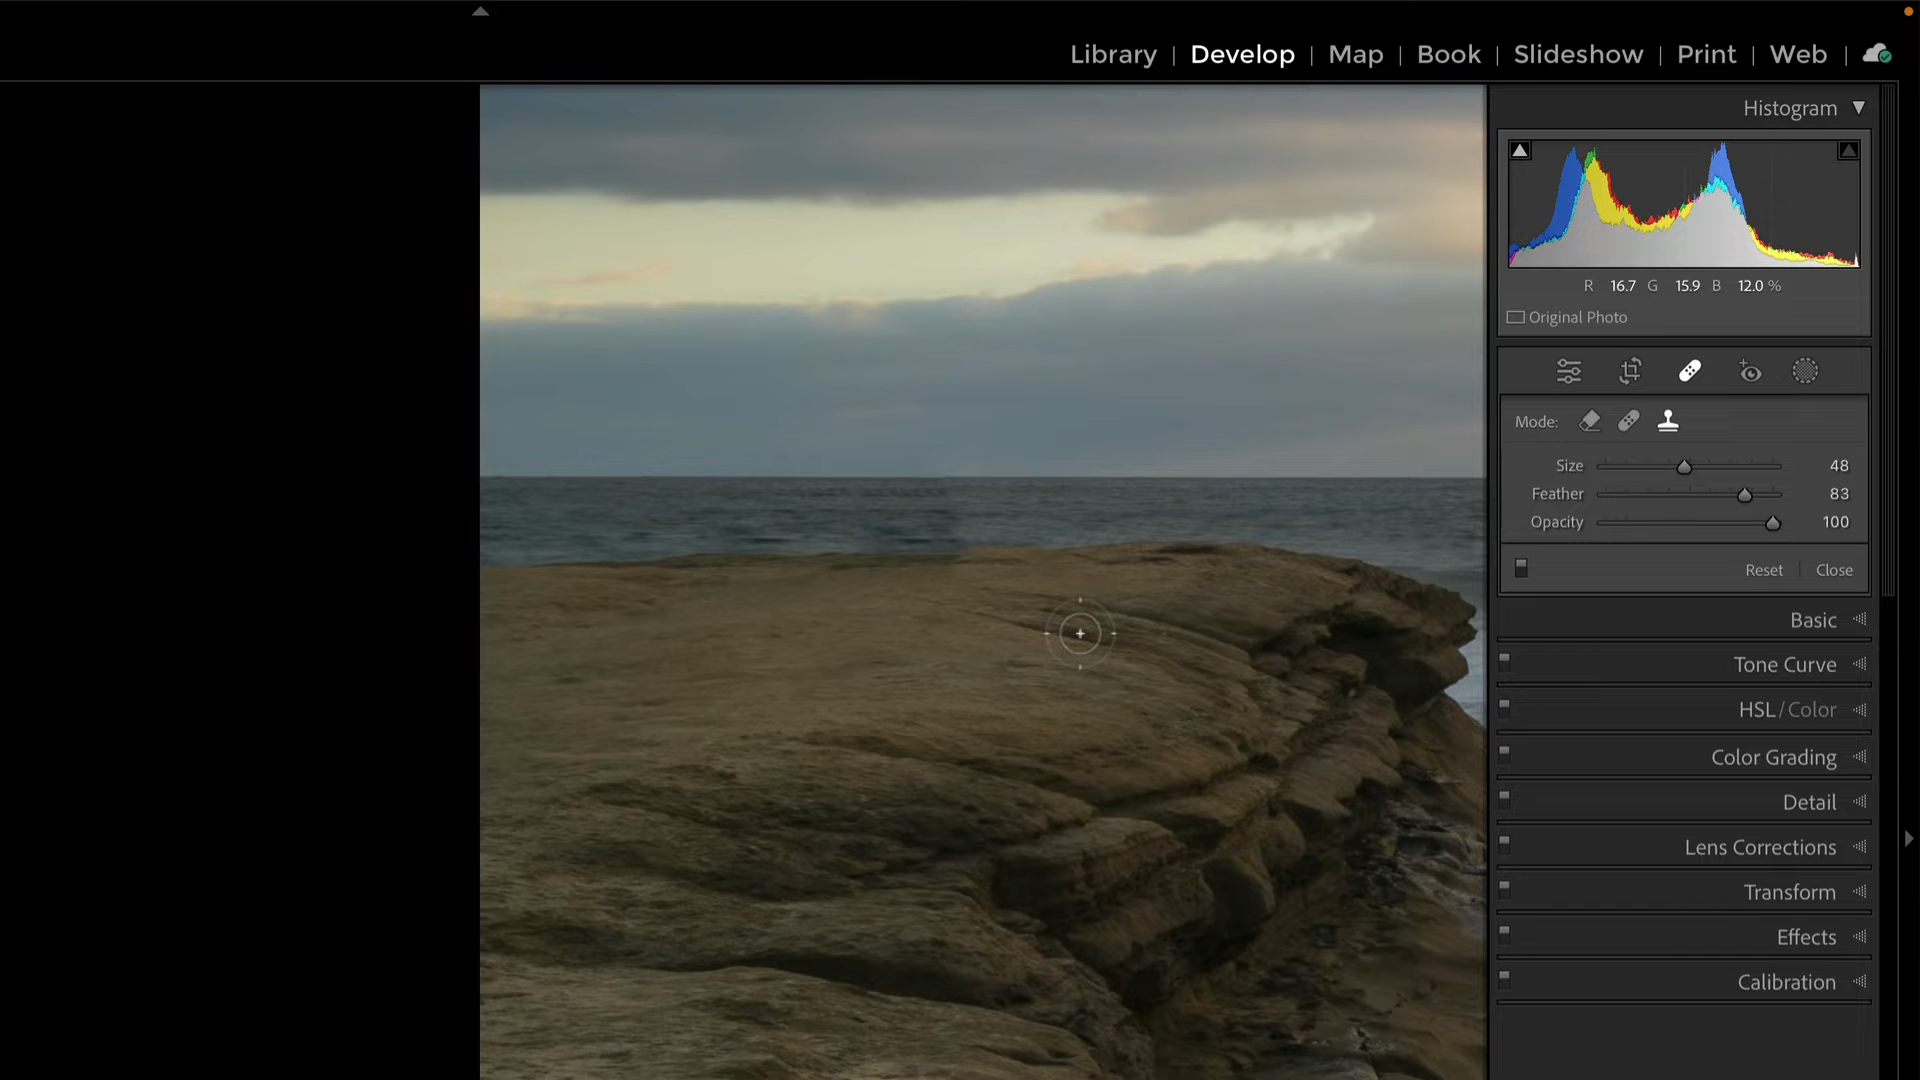 Library | Develop | Map | Book | Slideshow | Print | Web |
Histogram
R 16.7 G 15.9 B 12.0 %
Original Photo
Mode:
Size 48
Feather 83
Opacity 100
Reset | Close
Basic
Tone Curve
HSL / Color
Color Grading
Detail
Lens Corrections
Transform
Effects
Calibration